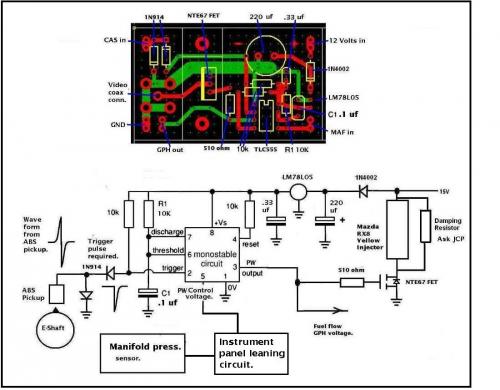 1N914
NTE67 FET
220 uf
.33 uf
CAS in
12 Volts in
1N4002
Video
coax
conn.
LM78L05
C1 .1 uf
GND
MAF in
GPH out
510 ohm
10k
TLC555
R1 10K
LM78L05
1N4002
15V
10k
R1
10K
10k
.33
uf
220
uf
+
Wave
form
from
ABS
pickup.
Trigger
pulse
required.
discharge
7
8
+Vs
4
reset
threshold
6
monostable
circuit
trigger
2
5
1
3
PW
output
PW Control
voltage.
0V
1N914
ABS
Pickup
E-Shaft
C1
.1 uf
Mazda
RX8
Yellow
Injector
Damping
Resistor
Ask JCP
510 ohm
NTE67 FET
Fuel flow
GPH voltage.
Manifold press.
sensor.
Instrument
panel leaning
circuit.